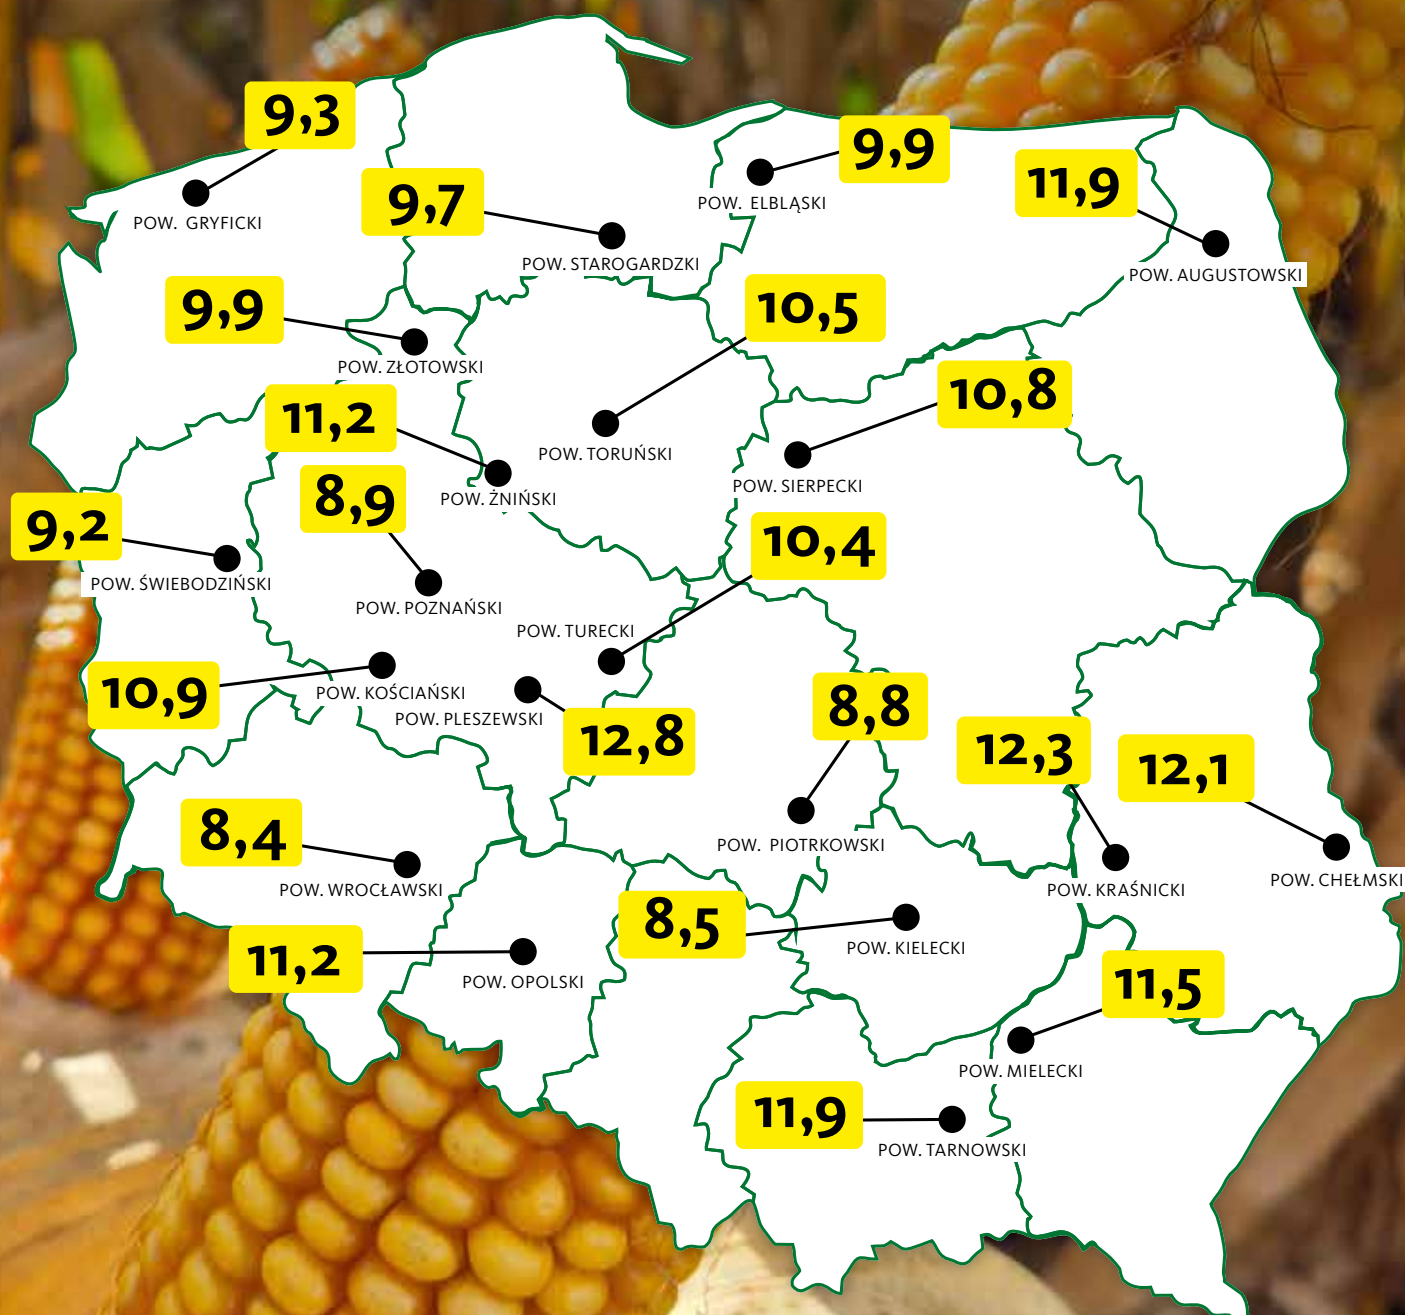 9,3
POW. GRYFICKI
9,7
POW. STAROGARDZKI
9,9
POW. ELBLĄSKI
11,9
POW. AUGUSTOWSKI
9,9
POW. ZŁOTOWSKI
10,5
POW. TORUŃSKI
11,2
POW. ŻNIŃSKI
10,8
POW. SIERPECKI
8,9
POW. POZNAŃSKI
9,2
POW. ŚWIEBODZIŃSKI
10,4
POW. TURECKI
10,9
POW. KOŚCIAŃSKI
POW. PLESZEWSKI
12,8
8,8
POW. PIOTRKOWSKI
12,3
POW. KRAŚNICKI
12,1
POW. CHEŁMSKI
8,4
POW. WROCŁAWSKI
8,5
POW. KIELECKI
11,2
POW. OPOLSKI
11,5
POW. MIELECKI
11,9
POW. TARNOWSKI